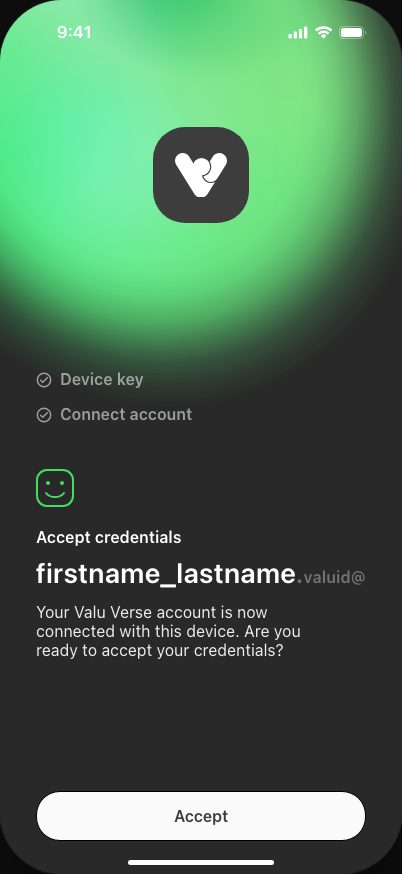 9:41
Device key
Connect account
Accept credentials
firstname_lastname.valuid@
Your Valu Verse account is now
connected with this device. Are you
ready to accept your credentials?
Accept